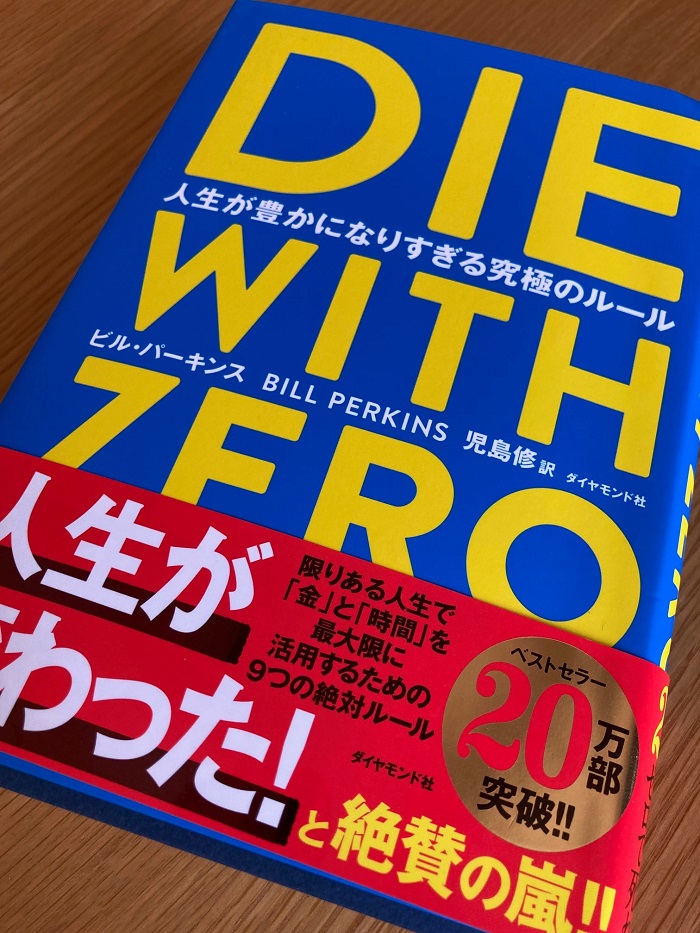 DIE
人生が豊かになりすぎる究極のルール
WITH
ビル・パーキンス BILL PERKINS 児島修 訳 ダイヤモンド社
ZERO
人生が
変わった!
と絶賛の嵐!!
限りある人生で
「金」と「時間」を
最大限に
活用するための
9つの絶対ルール
ダイヤモンド社
ベストセラー
20万部
突破!!